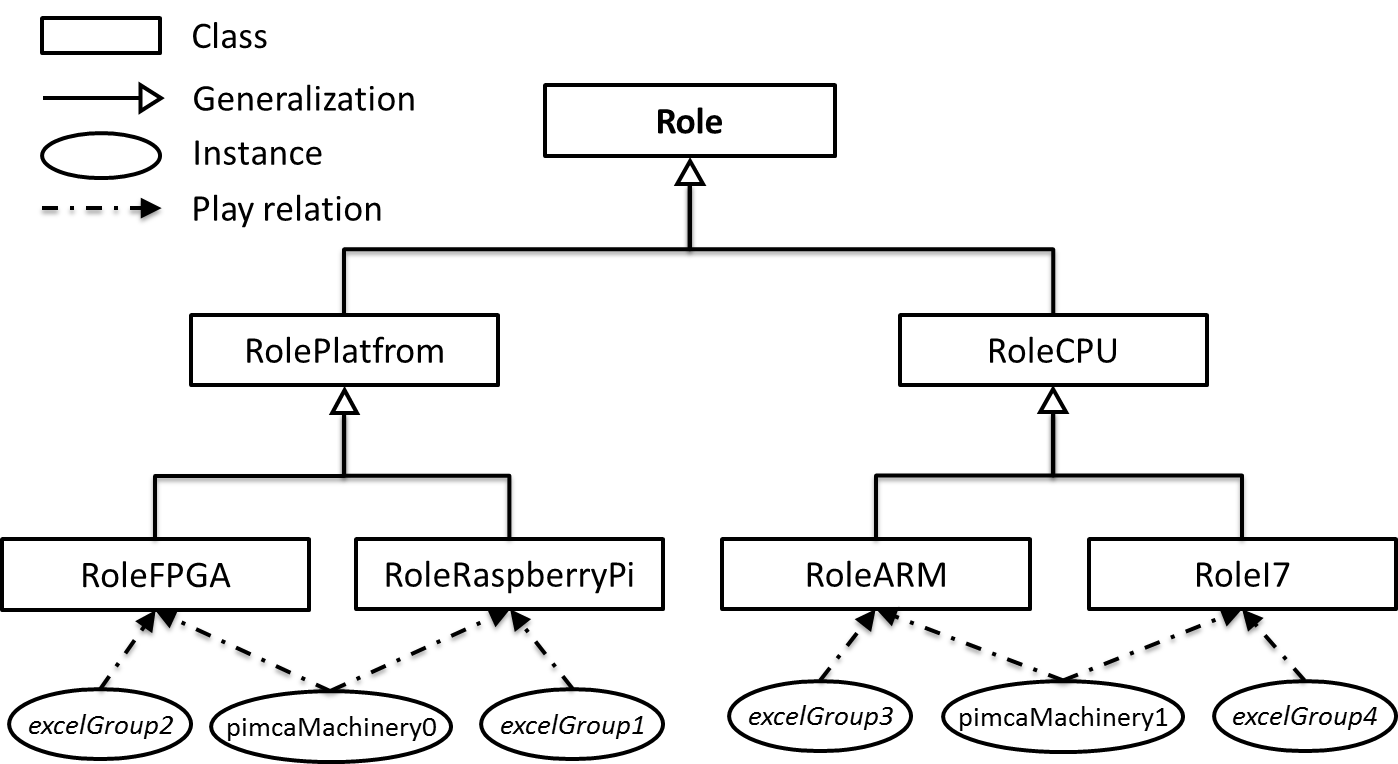 Class
Generalization
Instance
Play relation
Role
RolePlatfrom
RoleCPU
RoleFPGA
RoleRaspberryPi
RoleARM
RoleI7
excelGroup2
pimcaMachinery0
excelGroup1
excelGroup3
pimcaMachinery1
excelGroup4